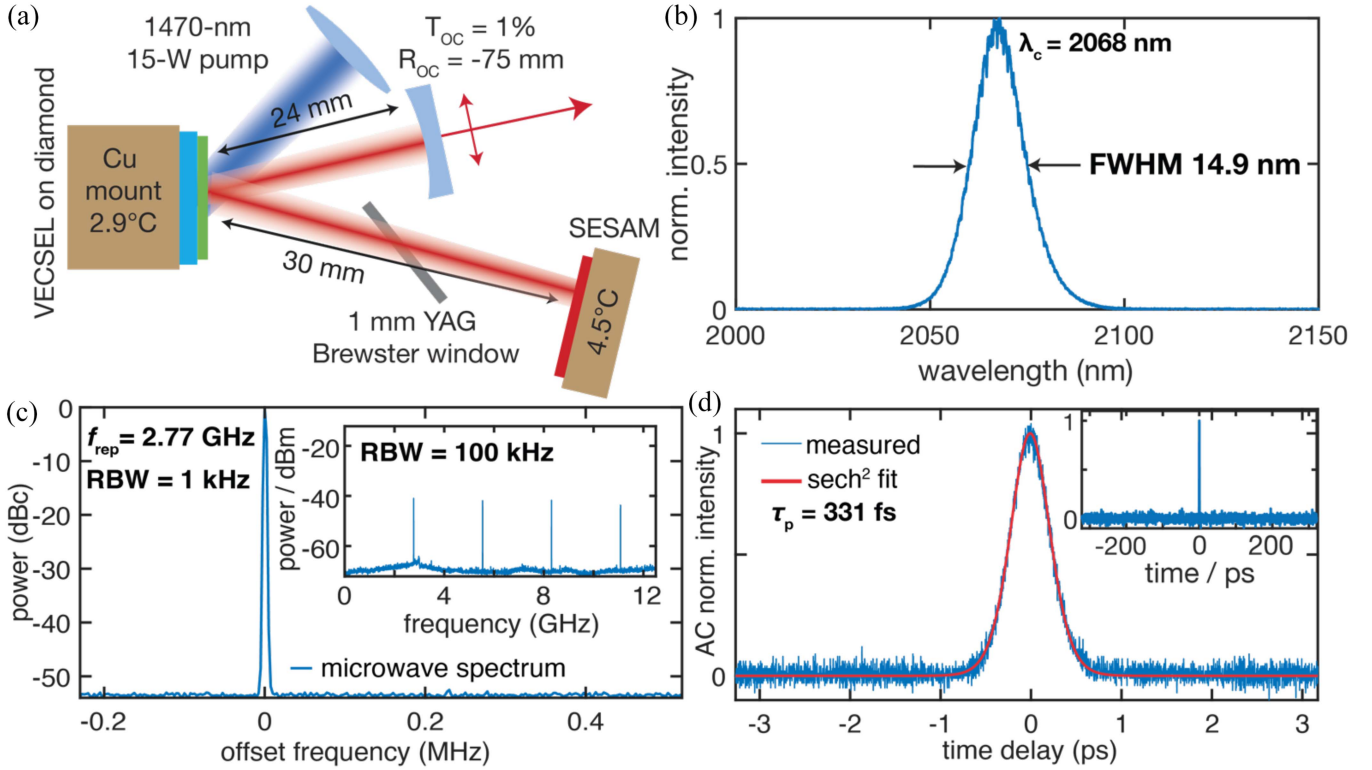 (a)
1470-nm
15-W pump
T_OC = 1%
R_OC = -75 mm
24 mm
VECSEL on diamond
Cu
mount
2.9°C
30 mm
SESAM
4.5°C
1 mm YAG
Brewster window
(b)
norm. intensity
1
0.5
0
λ_c = 2068 nm
FWHM 14.9 nm
2000 2050 2100 2150
wavelength (nm)
(c)
power (dBc)
0
-10
-20
-30
-40
-50
f_rep = 2.77 GHz
RBW = 1 kHz
power / dBm
-20
-40
-60
RBW = 100 kHz
0 4 8 12
frequency (GHz)
microwave spectrum
-0.2 0 0.2 0.4
offset frequency (MHz)
(d)
AC norm. intensity
1
0
measured
sech² fit
τ_p = 331 fs
1
0
-200 0 200
time / ps
-3 -2 -1 0 1 2 3
time delay (ps)